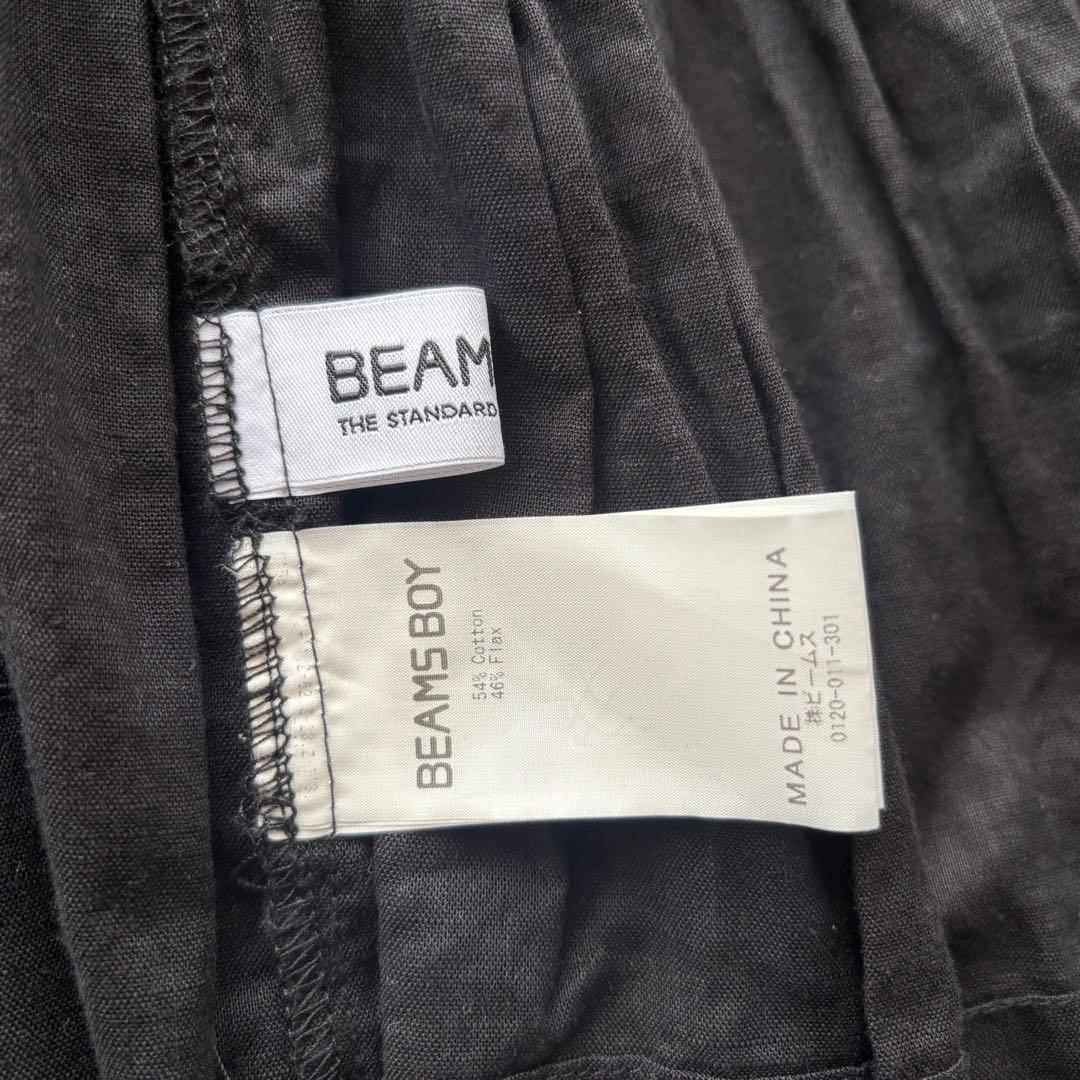 BEAM
THE STANDARD
BEAMS BOY
54% Cotton
46% Flax
MADE IN CHINA
㈱ビームス
0120-011-301